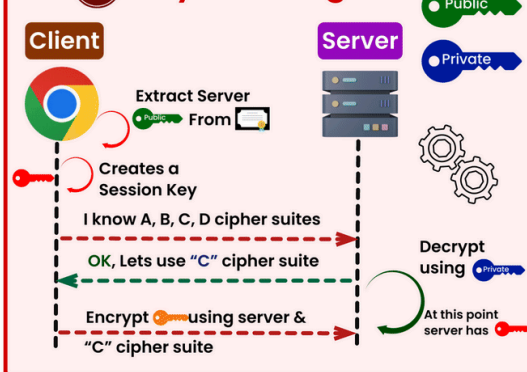 Public
Client
Server
Private
Extract Server
Public From
Creates a
Session Key
I know A, B, C, D cipher suites
OK, Lets use “C” cipher suite
Decrypt
using Private
Encrypt using server &
“C” cipher suite
At this point
server has